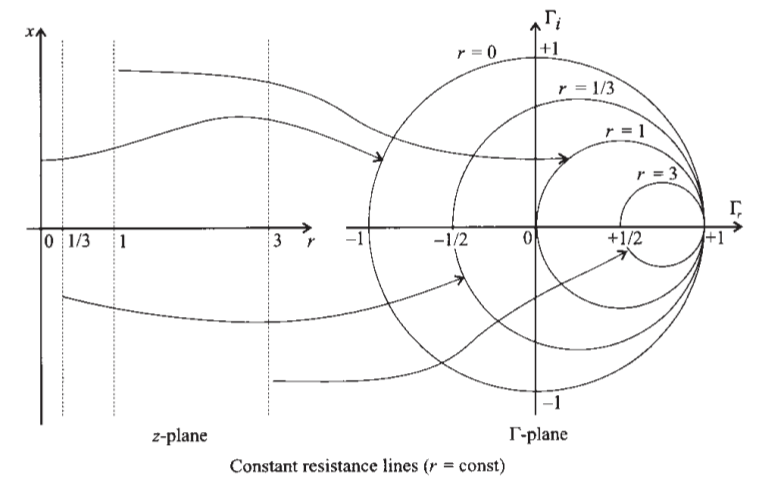 x
0
1/3
1
3
r
z-plane
Γi
+1
r = 0
r = 1/3
r = 1
r = 3
Γr
−1
−1/2
0
+1/2
+1
−1
Γ-plane
Constant resistance lines (r = const)